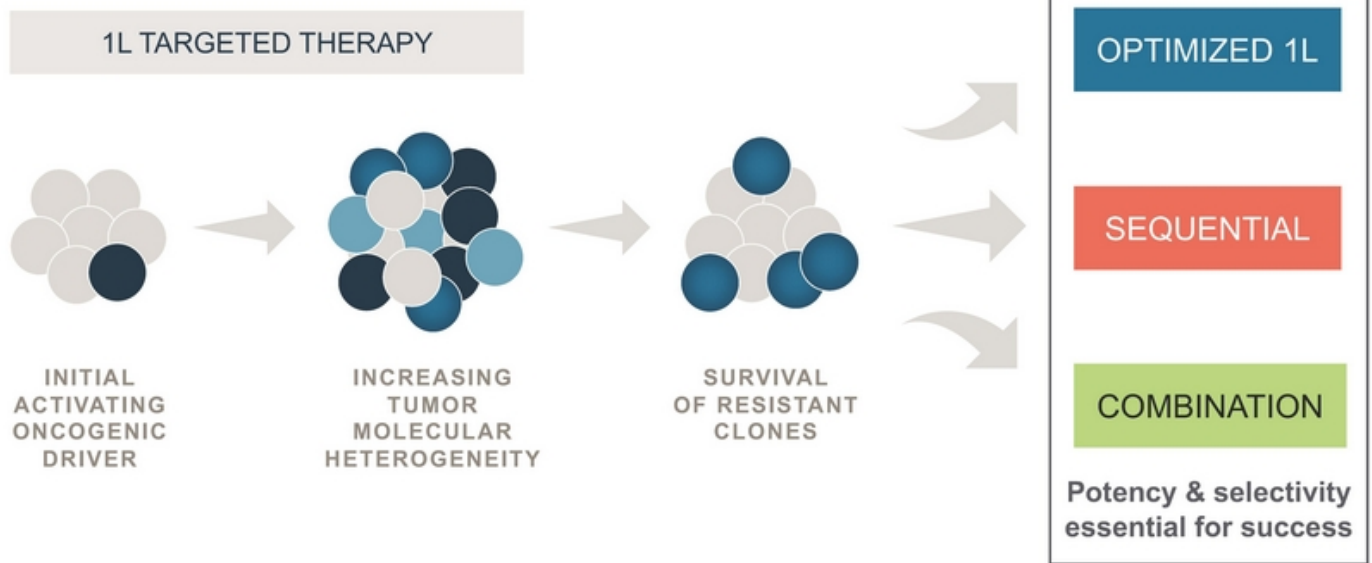 1L TARGETED THERAPY
INITIAL
ACTIVATING
ONCOGENIC
DRIVER
INCREASING
TUMOR
MOLECULAR
HETEROGENEITY
SURVIVAL
OF RESISTANT
CLONES
OPTIMIZED 1L
SEQUENTIAL
COMBINATION
Potency & selectivity
essential for success